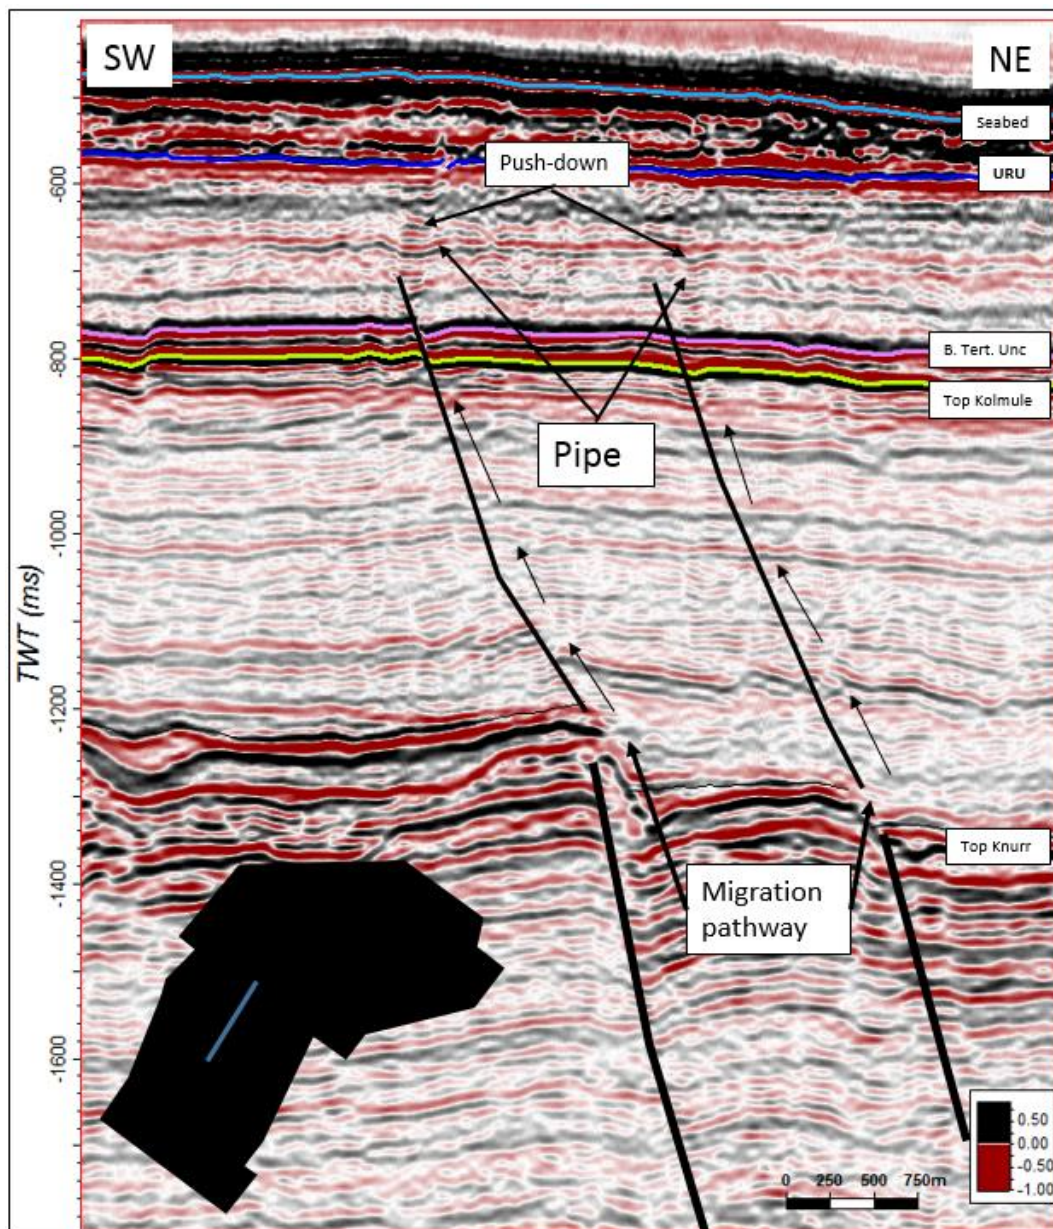 SW
NE
Seabed
URU
Push-down
-600
B. Tert. Unc
-800
Top Kolmule
Pipe
-1000
TWT (ms)
-1200
Top Knurr
-1400
Migration
pathway
-1600
0.50
0.00
-0.50
-1.00
0 250 500 750m